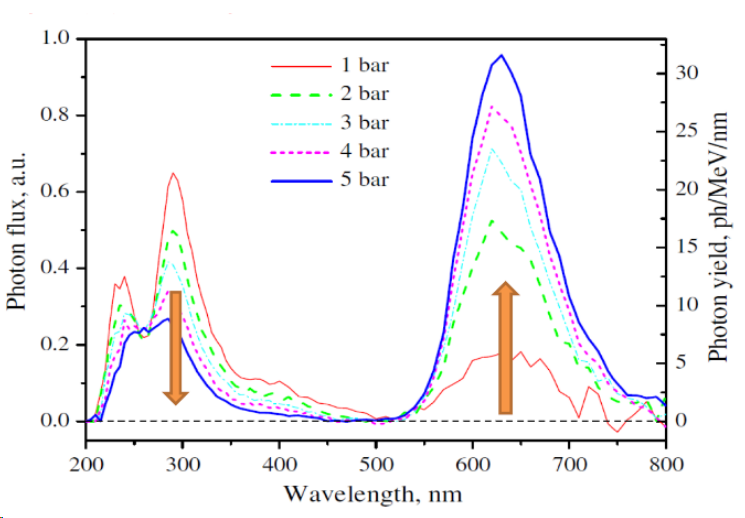 1.0
0.8
0.6
0.4
0.2
0.0
Photon flux, a.u.
1 bar
2 bar
3 bar
4 bar
5 bar
30
25
20
15
10
5
0
Photon yield, ph/MeV/nm
200 300 400 500 600 700 800
Wavelength, nm